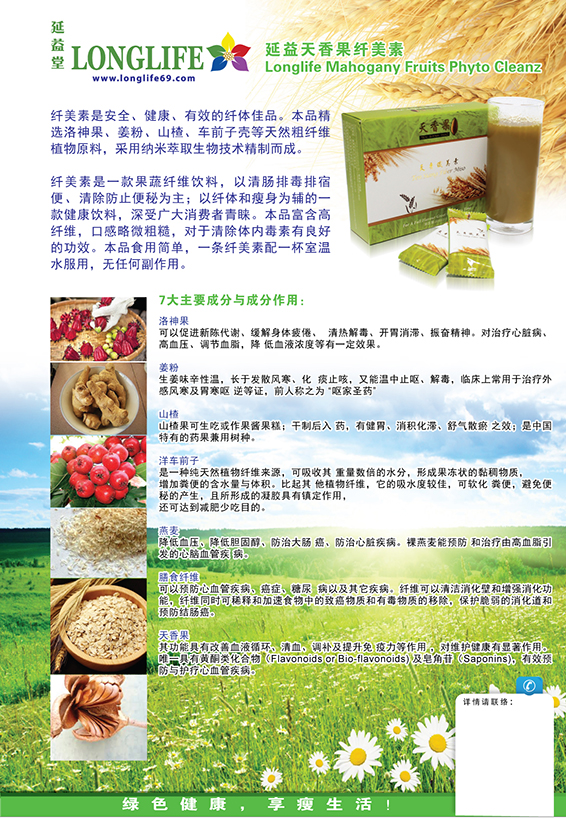 延益堂
LONGLIFE
www.longlife69.com
延益天香果纤美素
Longlife Mahogany Fruits Phyto Cleanz
纤美素是安全、健康、有效的纤体佳品。本品精
选洛神果、姜粉、山楂、车前子壳等天然粗纤维
植物原料，采用纳米萃取生物技术精制而成。
纤美素是一款果蔬纤维饮料，以清肠排毒排宿
便、清除防止便秘为主；以纤体和瘦身为辅的一
款健康饮料，深受广大消费者青睐。本品富含高
纤维，口感略微粗糙，对于清除体内毒素有良好
的功效。本品食用简单，一条纤美素配一杯室温
水服用，无任何副作用。
天香果
7大主要成分与成分作用：
洛神果
可以促进新陈代谢、缓解身体疲倦、 清热解毒、开胃消滞、振奋精神。对治疗心脏病、
高血压、调节血脂，降 低血液浓度等有一定效果。
姜粉
生姜味辛性温，长于发散风寒、化 痰止咳，又能温中止呕、解毒，临床上常用于治疗外
感风寒及胃寒呕 逆等证，前人称之为 “呕家圣药”
山楂
山楂果可生吃或作果酱果糕；干制后入 药，有健胃、消积化滞、舒气散瘀 之效；是中国
特有的药果兼用树种。
洋车前子
是一种纯天然植物纤维来源，可吸收其 重量数倍的水分，形成果冻状的黏稠物质，
增加粪便的含水量与体积。比起其 他植物纤维，它的吸水度较佳，可软化 粪便，避免便
秘的产生，且所形成的凝胶具有镇定作用，
还可达到减肥少吃目的。
燕麦
降低血压、降低胆固醇、防治大肠 癌、防治心脏疾病。裸燕麦能预防 和治疗由高血脂引
发的心脑血管疾 病。
膳食纤维
可以预防心血管疾病、癌症、糖尿 病以及其它疾病。纤维可以清洁消化壁和增强消化功
能，纤维同时可稀释和加速食物中的致癌物质和有毒物质的移除，保护脆弱的消化道和
预防结肠癌。
天香果
其功能具有改善血液循环、清血、调补及提升免 疫力等作用 ，对维护健康有显著作用。
唯一具有黄酮类化合物（Flavonoids or Bio-flavonoids) 及皂角苷（Saponins)，有效预
防与护疗心血管疾病。
详情请联络：
绿色健康，享瘦生活！